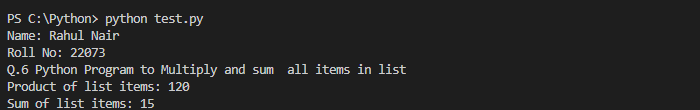 PS C:\Python> python test.py
Name: Rahul Nair
Roll No: 22073
Q.6 Python Program to Multiply and sum  all items in list
Product of list items: 120
Sum of list items: 15